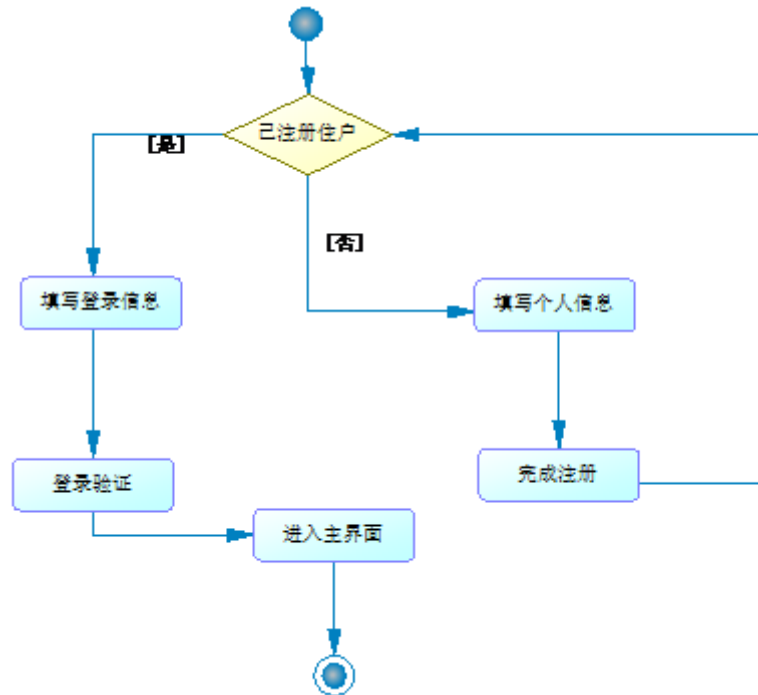 已注册住户
[是]
[否]
填写登录信息
填写个人信息
登录验证
完成注册
进入主界面